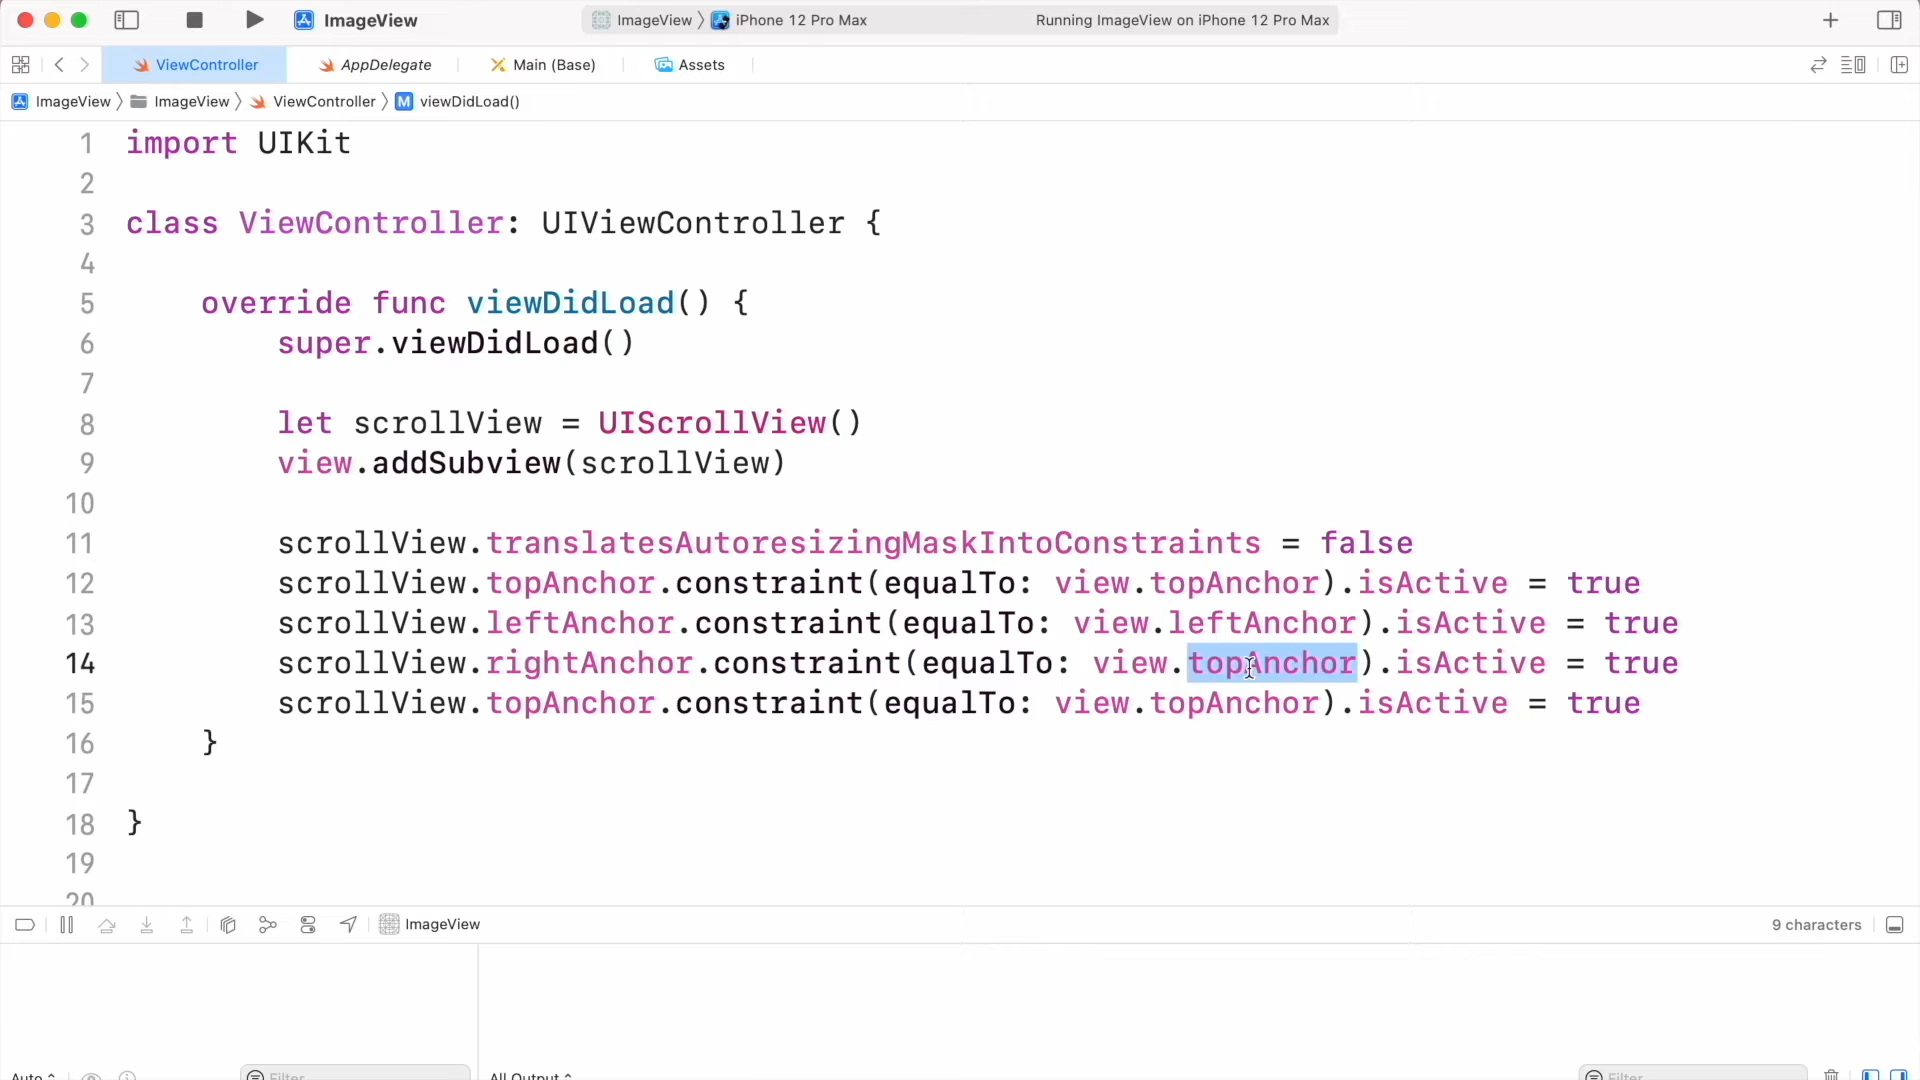 ImageView
ImageView 〉 iPhone 12 Pro Max
Running ImageView on iPhone 12 Pro Max
ViewController
AppDelegate
Main (Base)
Assets
ImageView 〉 ImageView 〉 ViewController 〉 M viewDidLoad()
1 import UIKit
2
3 class ViewController: UIViewController {
4
5 override func viewDidLoad() {
6 super.viewDidLoad()
7
8 let scrollView = UIScrollView()
9 view.addSubview(scrollView)
10
11 scrollView.translatesAutoresizingMaskIntoConstraints = false
12 scrollView.topAnchor.constraint(equalTo: view.topAnchor).isActive = true
13 scrollView.leftAnchor.constraint(equalTo: view.leftAnchor).isActive = true
14 scrollView.rightAnchor.constraint(equalTo: view.topAnchor).isActive = true
15 scrollView.topAnchor.constraint(equalTo: view.topAnchor).isActive = true
16 }
17
18 }
19
20
ImageView
9 characters
Auto
Filter
All Output
Filter